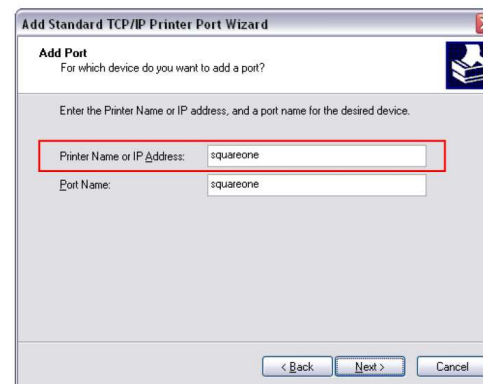 Add Standard TCP/IP Printer Port Wizard
Add Port
For which device do you want to add a port?
Enter the Printer Name or IP address, and a port name for the desired device.
Printer Name or IP Address: squareone
Port Name: squareone
< Back Next > Cancel